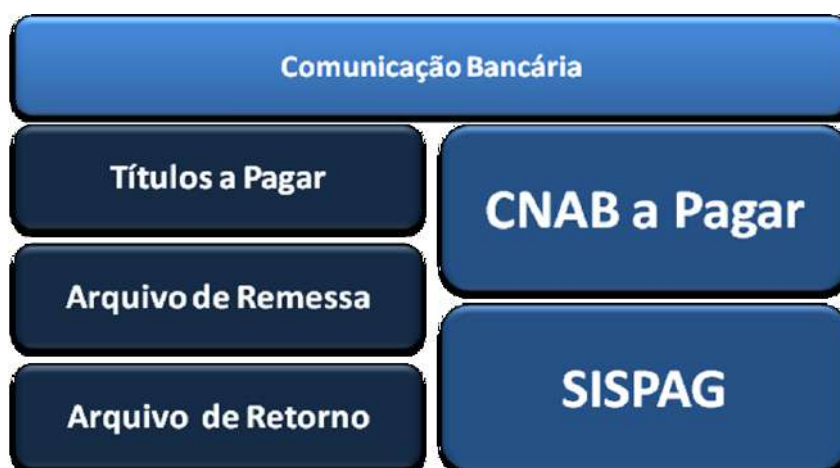 Comunicação Bancária
Títulos a Pagar
Arquivo de Remessa
Arquivo de Retorno
CNAB a Pagar
SISPAG